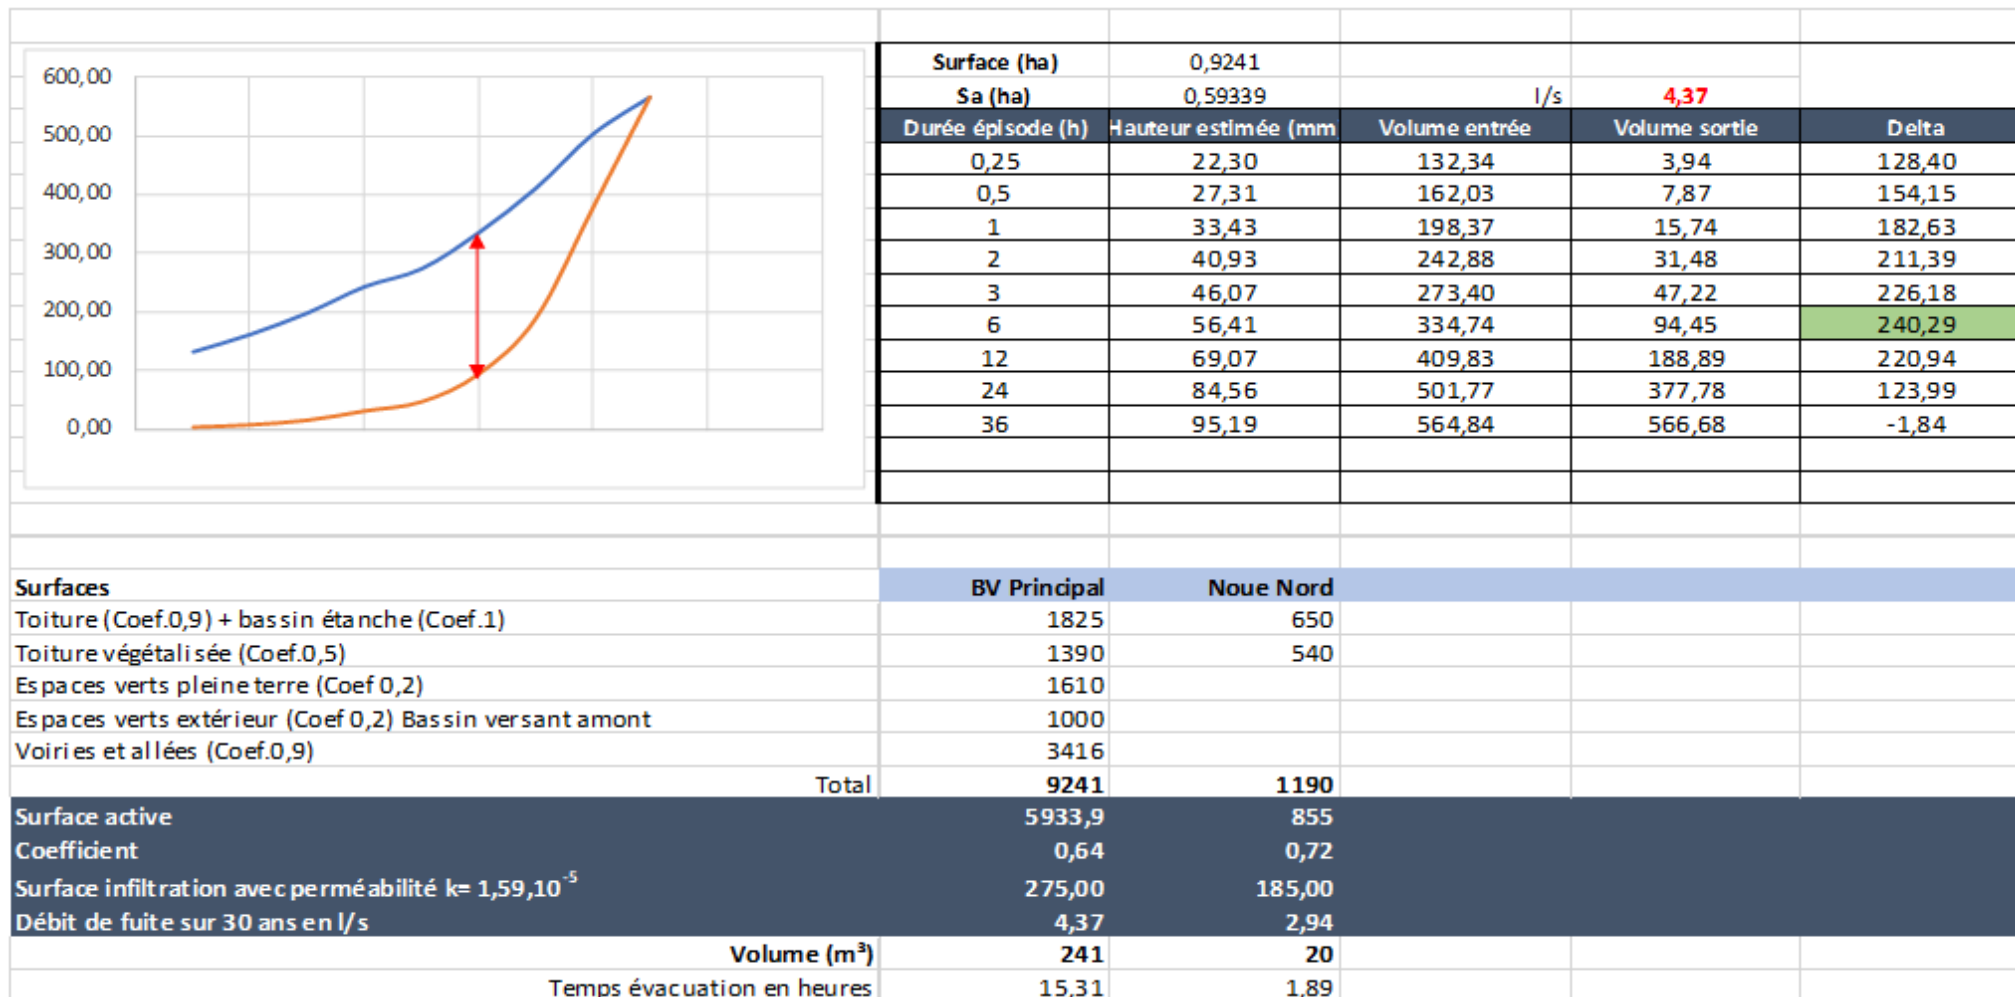 600,00
500,00
400,00
300,00
200,00
100,00
0,00
Surface (ha) 0,9241
Sa (ha) 0,59339 l/s 4,37
Durée épisode (h) Hauteur estimée (mm Volume entrée Volume sortie Delta
0,25 22,30 132,34 3,94 128,40
0,5 27,31 162,03 7,87 154,15
1 33,43 198,37 15,74 182,63
2 40,93 242,88 31,48 211,39
3 46,07 273,40 47,22 226,18
6 56,41 334,74 94,45 240,29
12 69,07 409,83 188,89 220,94
24 84,56 501,77 377,78 123,99
36 95,19 564,84 566,68 -1,84
Surfaces BV Principal Noue Nord
Toiture (Coef.0,9) + bassin étanche (Coef.1) 1825 650
Toiture végétalisée (Coef.0,5) 1390 540
Espaces verts pleine terre (Coef 0,2) 1610
Espaces verts extérieur (Coef 0,2) Bassin versant amont 1000
Voiries et allées (Coef.0,9) 3416
Total 9241 1190
Surface active 5933,9 855
Coefficient 0,64 0,72
Surface infiltration avec perméabilité k= 1,59,10⁻⁵ 275,00 185,00
Débit de fuite sur 30 ans en l/s 4,37 2,94
Volume (m³) 241 20
Temps évacuation en heures 15,31 1,89